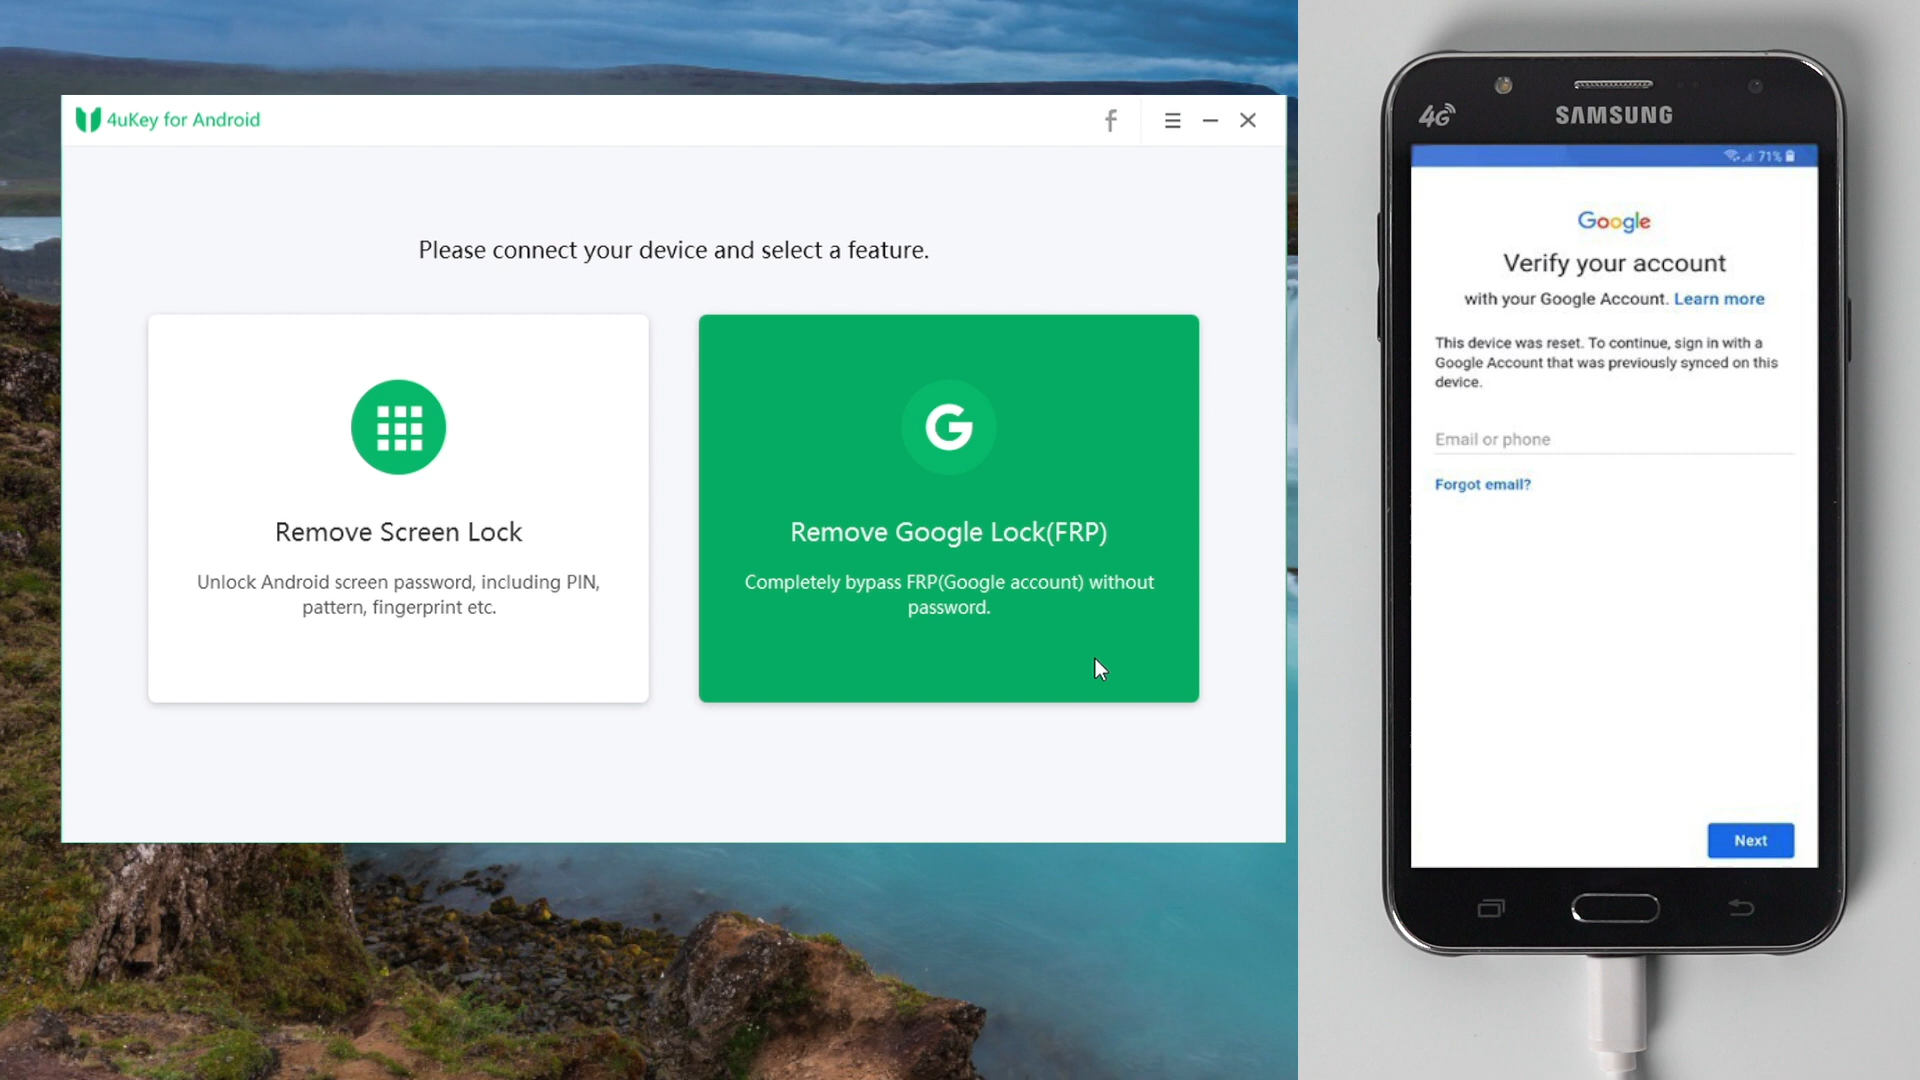 4uKey for Android
Please connect your device and select a feature.
Remove Screen Lock
Unlock Android screen password, including PIN,
pattern, fingerprint etc.
Remove Google Lock(FRP)
Completely bypass FRP(Google account) without
password.
4G
SAMSUNG
71%
Google
Verify your account
with your Google Account. Learn more
This device was reset. To continue, sign in with a
Google Account that was previously synced on this
device.
Email or phone
Forgot email?
Next